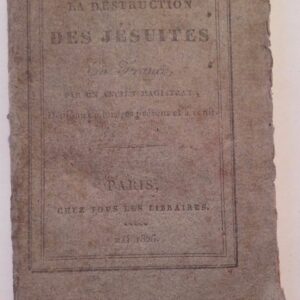 LA DESTRUCTION
DES JÉSUITES
En France,
PAR UN ANCIEN MAGISTRAT,
PARIS,
CHEZ TOUS LES LIBRAIRES.
MAI 1826.